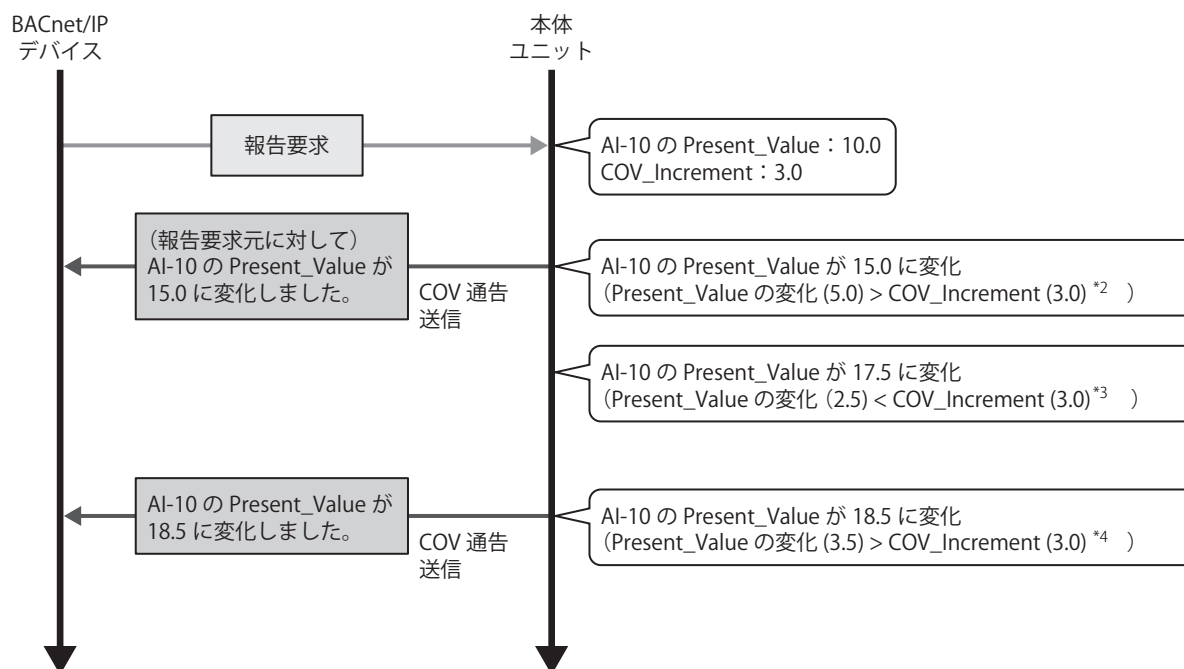 BACnet/IP
デバイス
本体
ユニット
報告要求
AI-10 の Present_Value：10.0
COV_Increment：3.0
（報告要求元に対して）
AI-10 の Present_Value が
15.0 に変化しました。
COV 通告
送信
AI-10 の Present_Value が 15.0 に変化
（Present_Value の変化 (5.0) > COV_Increment (3.0) *2 ）
AI-10 の Present_Value が 17.5 に変化
（Present_Value の変化 (2.5) < COV_Increment (3.0) *3 ）
AI-10 の Present_Value が
18.5 に変化しました。
COV 通告
送信
AI-10 の Present_Value が 18.5 に変化
（Present_Value の変化 (3.5) > COV_Increment (3.0) *4 ）